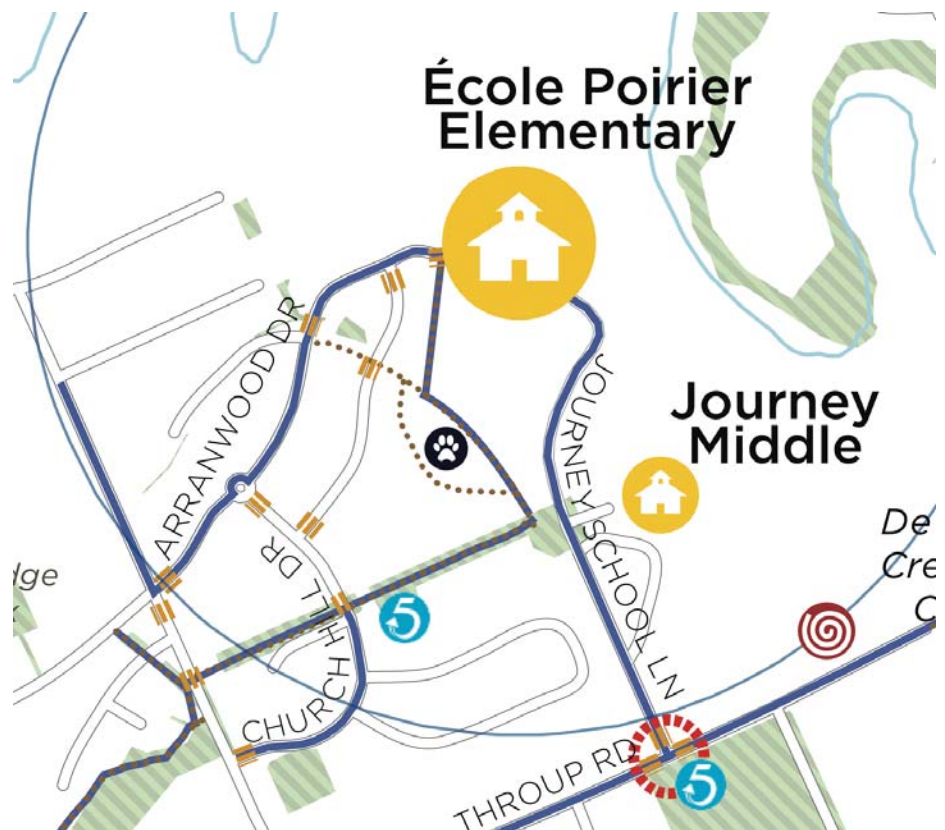 École Poirier
Elementary
ARRANWOOD DR
JOURNEY SCHOOL LN
Journey
Middle
De
Cre
C
dge
HILL DR
CHURCH
5
THROUP RD
5